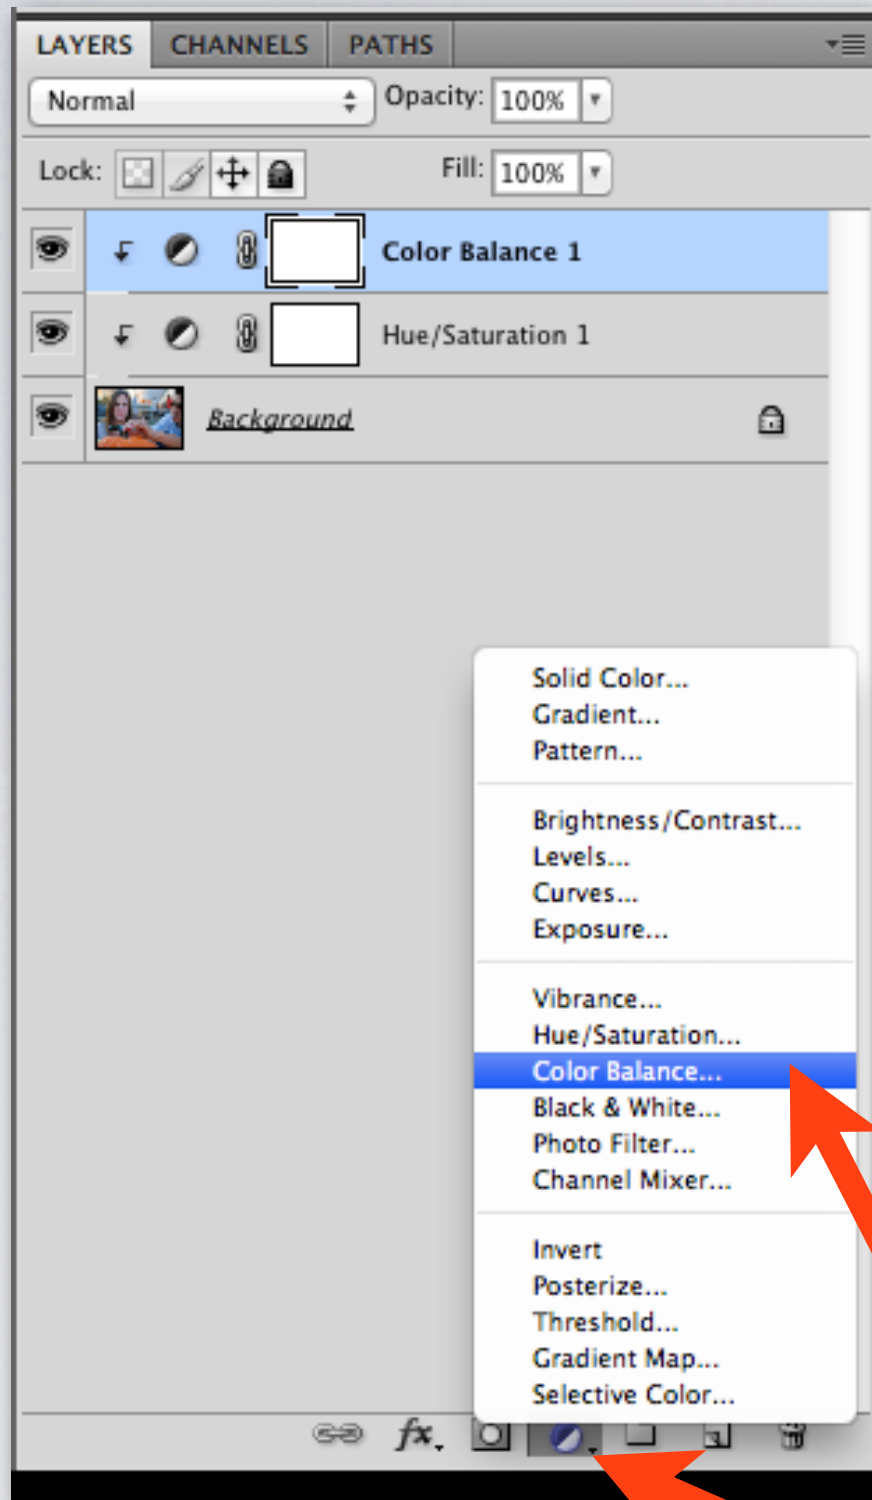 LAYERS CHANNELS PATHS
Normal Opacity: 100%
Lock: Fill: 100%
Color Balance 1
Hue/Saturation 1
Background
Solid Color...
Gradient...
Pattern...
Brightness/Contrast...
Levels...
Curves...
Exposure...
Vibrance...
Hue/Saturation...
Color Balance...
Black & White...
Photo Filter...
Channel Mixer...
Invert
Posterize...
Threshold...
Gradient Map...
Selective Color...
fx.